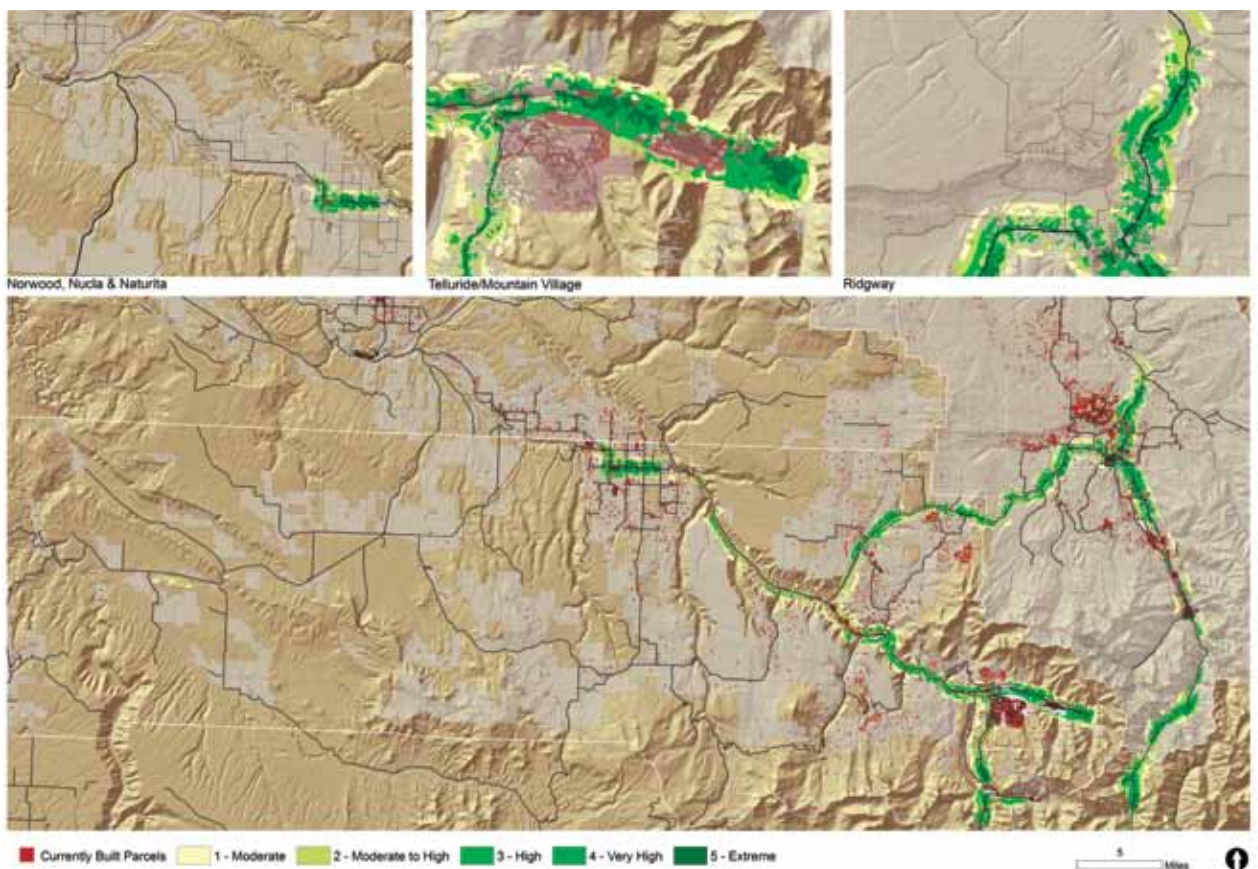 Norwood, Nucla & Naturita
Telluride/Mountain Village
Ridgway
Currently Built Parcels
1 - Moderate
2 - Moderate to High
3 - High
4 - Very High
5 - Extreme
5
Miles